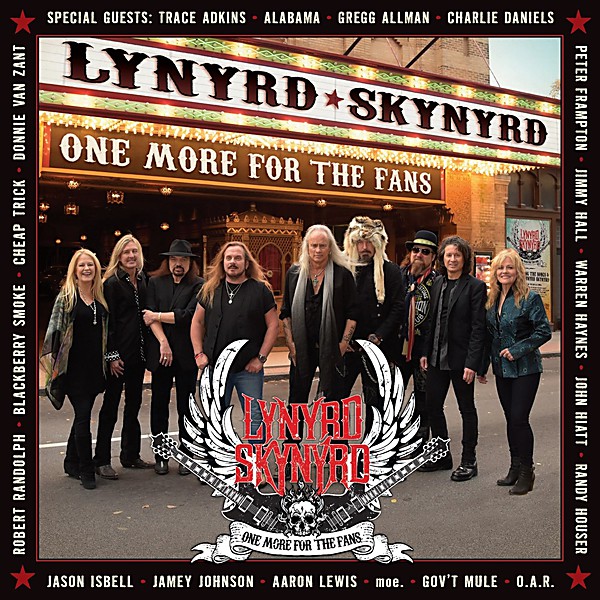 SPECIAL GUESTS: TRACE ADKINS • ALABAMA • GREGG ALLMAN • CHARLIE DANIELS
PETER FRAMPTON • JIMMY HALL • WARREN HAYNES • JOHN HIATT • RANDY HOUSER
LYNYRD ★ SKYNYRD
ONE MORE FOR THE FANS
LYNYRD
SKYNYRD
LYNYRD
SKYNYRD
ONE MORE FOR THE FANS
ROBERT RANDOLPH • BLACKBERRY SMOKE • CHEAP TRICK • DONNIE VAN ZANT
JASON ISBELL • JAMEY JOHNSON • AARON LEWIS • moe. • GOV'T MULE • O.A.R.